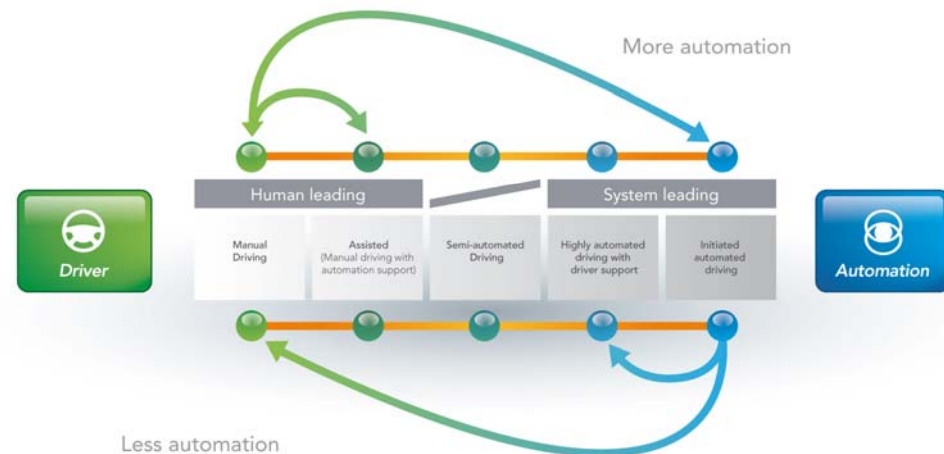 More automation
Human leading
System leading
Driver
Manual
Driving
Assisted
(Manual driving with
automation support)
Semi-automated
Driving
Highly automated
driving with
driver support
Initiated
automated
driving
Automation
Less automation